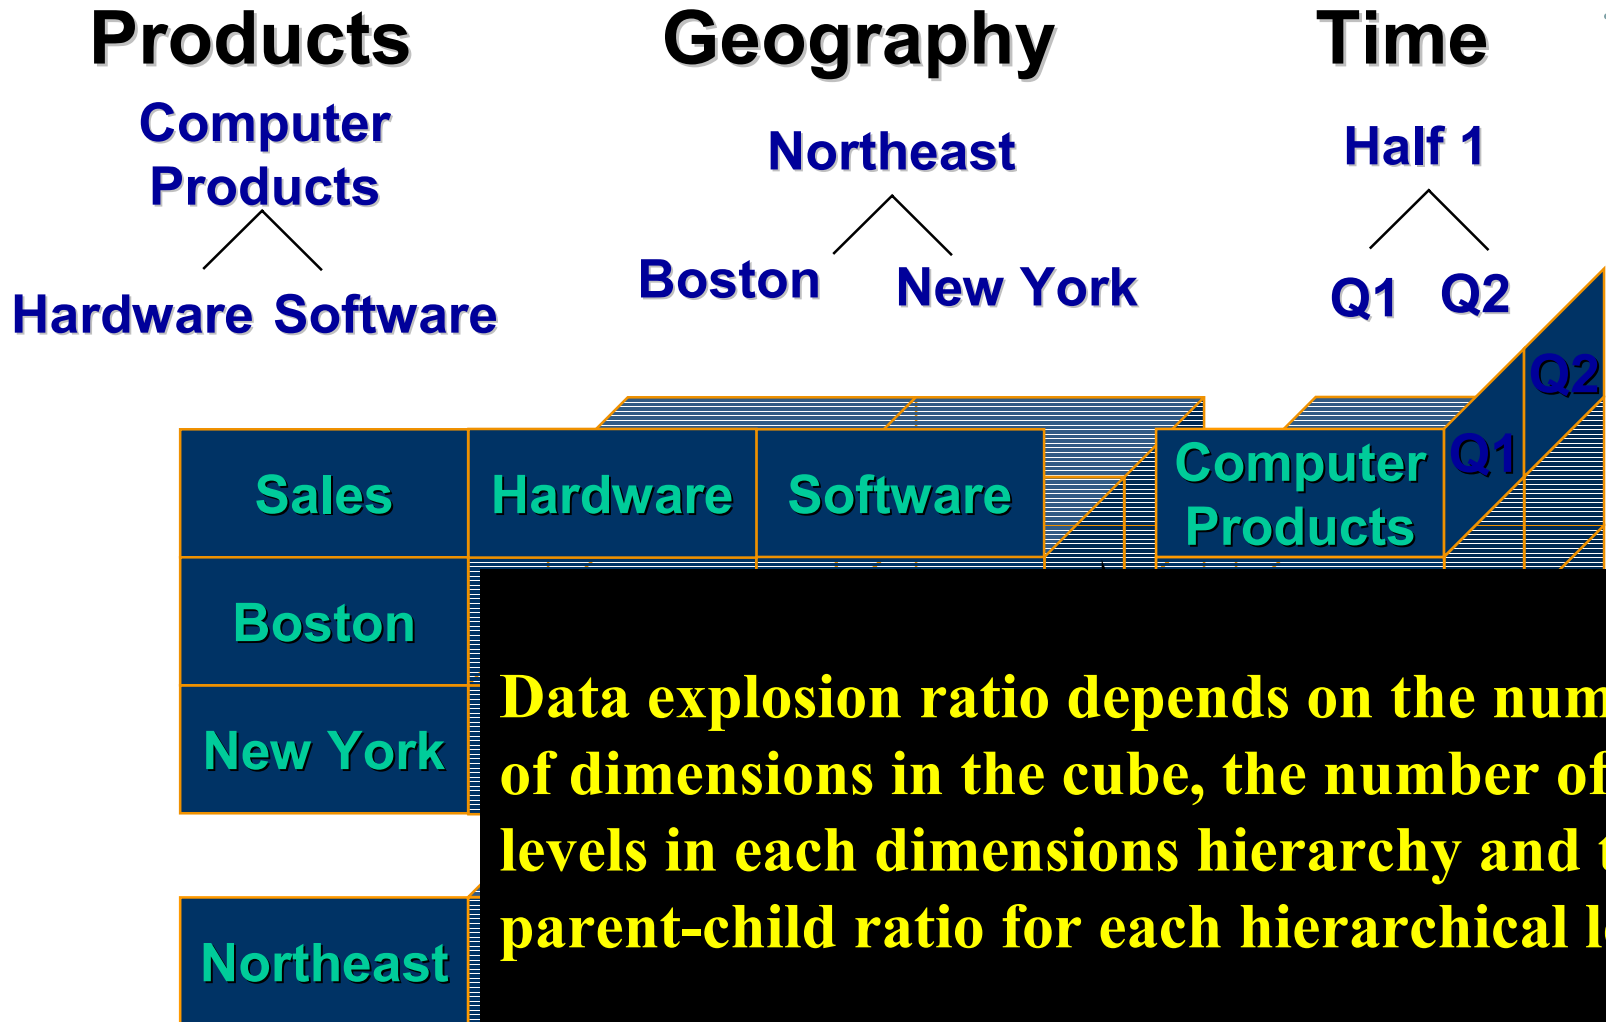 Products
Geography
Time
Computer
Products
Northeast
Half 1
Hardware Software
Boston
New York
Q1
Q2
Q2
Q1
Sales
Hardware
Software
Computer
Products
Boston
New York
Northeast
Data explosion ratio depends on the num
of dimensions in the cube, the number of
levels in each dimensions hierarchy and t
parent-child ratio for each hierarchical l